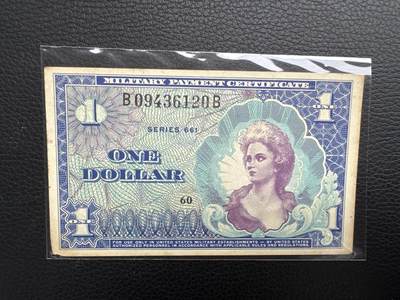 MILITARY PAYMENT CERTIFICATE
1
B09436120B
ONE
SERIES 661
ONE
DOLLAR
60
1
1
FOR USE ONLY IN UNITED STATES MILITARY ESTABLISHMENTS — BY UNITED STATES
AUTHORIZED PERSONNEL IN ACCORDANCE WITH APPLICABLE RULES AND REGULATIONS